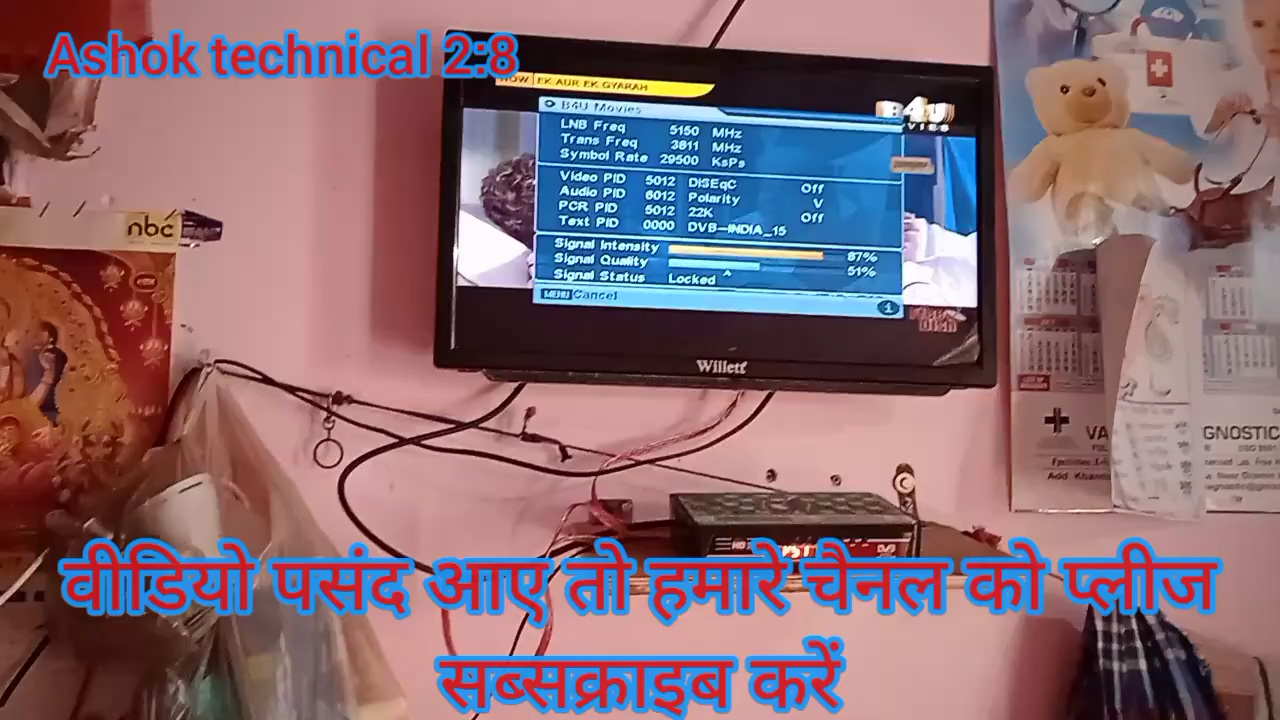 Ashok technical 2:8
NOW EK AUR EK GYARAH
B4U
B4U Movies
LNB Freq 5150 MHz
Trans Freq 3811 MHz
Symbol Rate 29500 KsPs
Video PID 5012 DiSEqC Off
Audio PID 6012 Polarity V
PCR PID 5012 22K Off
Text PID 0000 DVB-INDIA_15
Signal Intensity 87%
Signal Quality 51%
Signal Status Locked
MENU Cancel
Willett
nbc
GNOSTIC
वीडियो पसंद आए तो हमारे चैनल को प्लीज
सब्सक्राइब करें